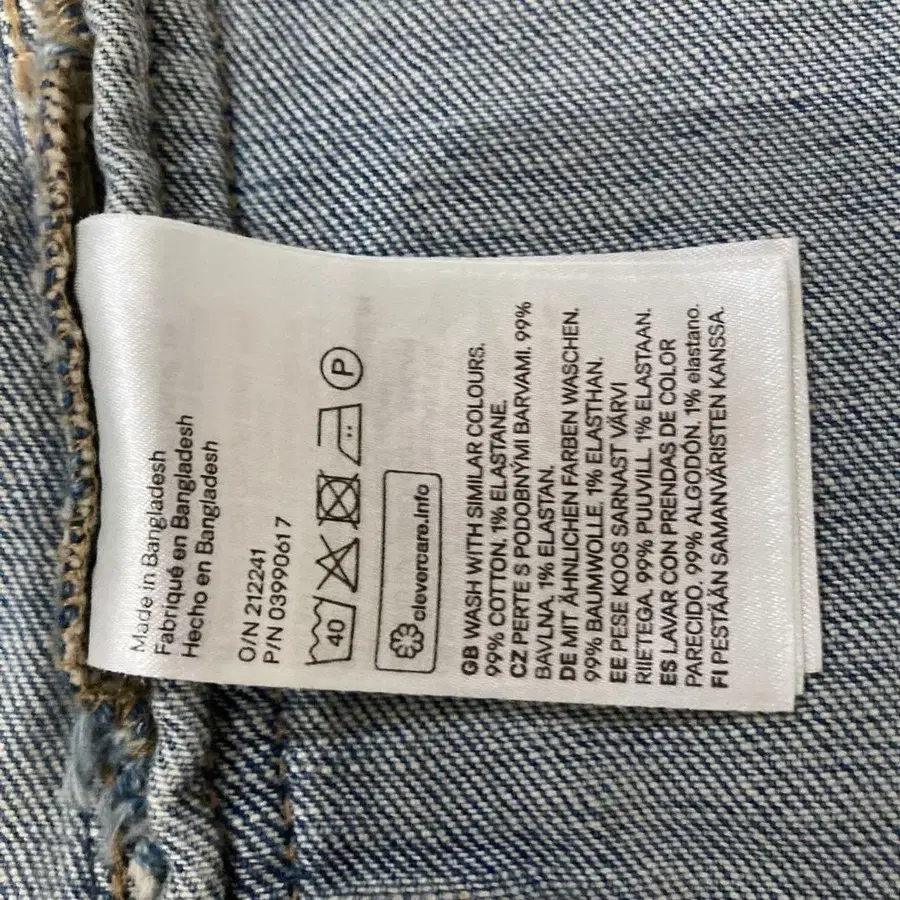 Made in Bangladesh
Fabriqué en Bangladesh
Hecho en Bangladesh
O/N 212241
P/N 03990617
40
P
clevercare.info
GB WASH WITH SIMILAR COLOURS.
99% COTTON, 1% ELASTANE.
CZ PERTE S PODOBNÝMI BARVAMI. 99%
BAVLNA, 1% ELASTAN.
DE MIT ÄHNLICHEN FARBEN WASCHEN.
99% BAUMWOLLE, 1% ELASTHAN.
EE PESE KOOS SARNAST VÄRVI
RIIETEGA. 99% PUUVILL, 1% ELASTAAN.
ES LAVAR CON PRENDAS DE COLOR
PARECIDO. 99% ALGODÓN, 1% elastano.
FI PESTÄÄN SAMANVÄRISTEN KANSSA.